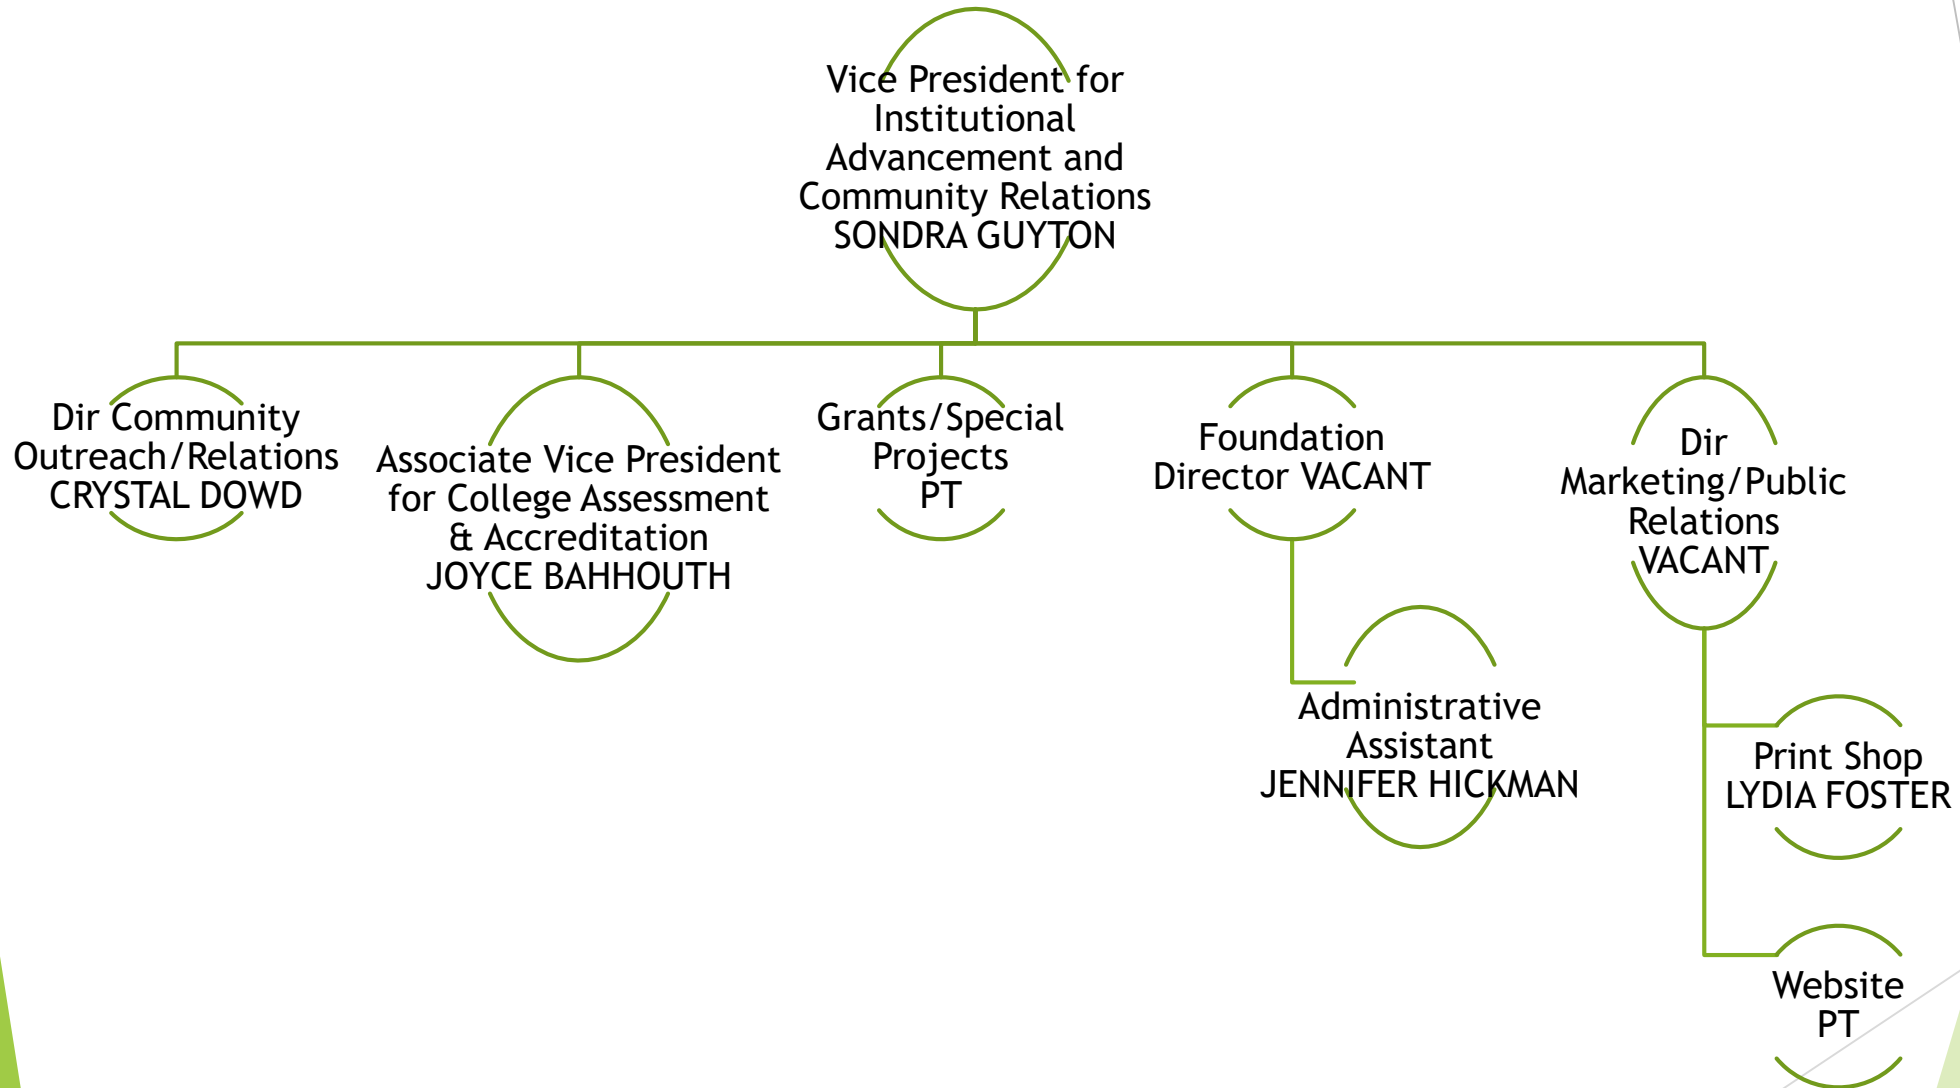 Vice President for
Institutional
Advancement and
Community Relations
SONDRA GUYTON
Dir Community
Outreach/Relations
CRYSTAL DOWD
Associate Vice President
for College Assessment
& Accreditation
JOYCE BAHHOUTH
Grants/Special
Projects
PT
Foundation
Director VACANT
Dir
Marketing/Public
Relations
VACANT
Administrative
Assistant
JENNIFER HICKMAN
Print Shop
LYDIA FOSTER
Website
PT